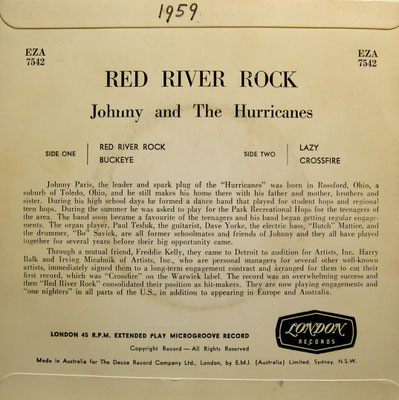 1959
EZA
7542
EZA
7542
RED RIVER ROCK
Johnny and The Hurricanes
SIDE ONE
RED RIVER ROCK
BUCKEYE
SIDE TWO
LAZY
CROSSFIRE
Johnny Paris, the leader and spark plug of the "Hurricanes" was born in Rossford, Ohio, a
suburb of Toledo, Ohio, and he still makes his home there with his father and mother, brothers and
sister. During his high school days he formed a dance band that played for student hops and regional
teen hops. During the summer he was asked to play for the Park Recreational Hops for the teenagers of
the area. The band soon became a favourite of the teenagers and his band began getting regular engage-
ments. The organ player, Paul Tesluk, the guitarist, Dave Yorke, the electric bass, "Butch" Mattice, and
the drummer, "Bo" Savick, are all former schoolmates and friends of Johnny and they all have played
together for several years before their big opportunity came.
Through a mutual friend, Freddie Kelly, they came to Detroit to audition for Artists, Inc. Harry
Balk and Irving Micahnik of Artists, Inc., who are personal managers for several other well-known
artists, immediately signed them to a long-term engagement contract and arranged for them to cut their
first record, which was "Crossfire" on the Warwick label. The record was an overwhelming success and
then "Red River Rock" consolidated their position as hit-makers. They are now playing engagements and
"one nighters" in all parts of the U.S., in addition to appearing in Europe and Australia.
LONDON 45 R.P.M. EXTENDED PLAY MICROGROOVE RECORD
Copyright Record — All Rights Reserved
Made in Australia for The Decca Record Company Ltd., London, by E.M.I. (Australia) Limited, Sydney, N.S.W.
LONDON
RECORDS